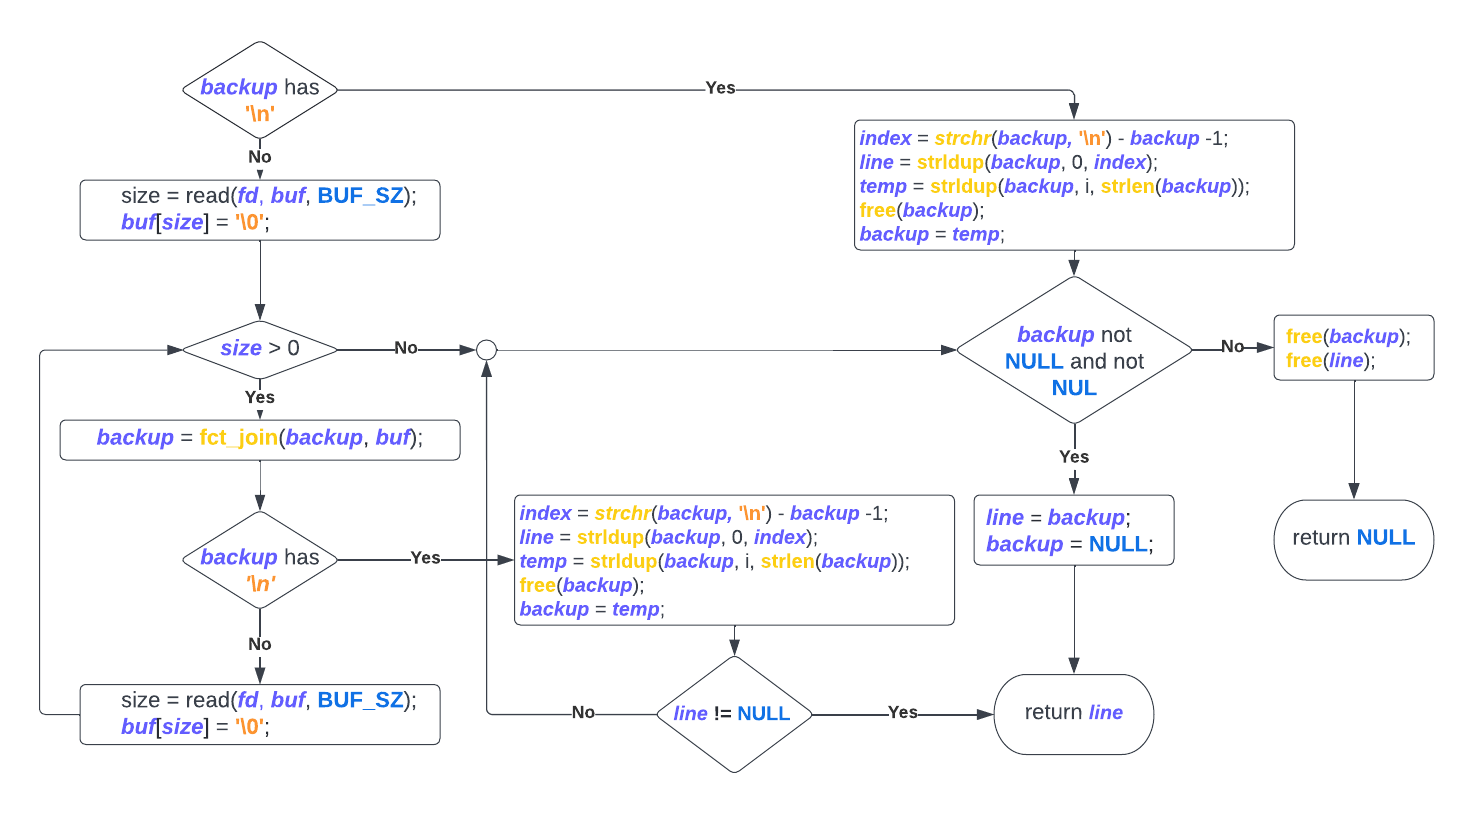 backup has
'\n'
Yes
No
size = read(fd, buf, BUF_SZ);
buf[size] = '\0';
index = strchr(backup, '\n') - backup -1;
line = strldup(backup, 0, index);
temp = strldup(backup, i, strlen(backup));
free(backup);
backup = temp;
size > 0
No
backup not
NULL and not
NUL
No
free(backup);
free(line);
Yes
backup = fct_join(backup, buf);
Yes
backup has
'\n'
Yes
index = strchr(backup, '\n') - backup -1;
line = strldup(backup, 0, index);
temp = strldup(backup, i, strlen(backup));
free(backup);
backup = temp;
line = backup;
backup = NULL;
return NULL
No
size = read(fd, buf, BUF_SZ);
buf[size] = '\0';
No
line != NULL
Yes
return line